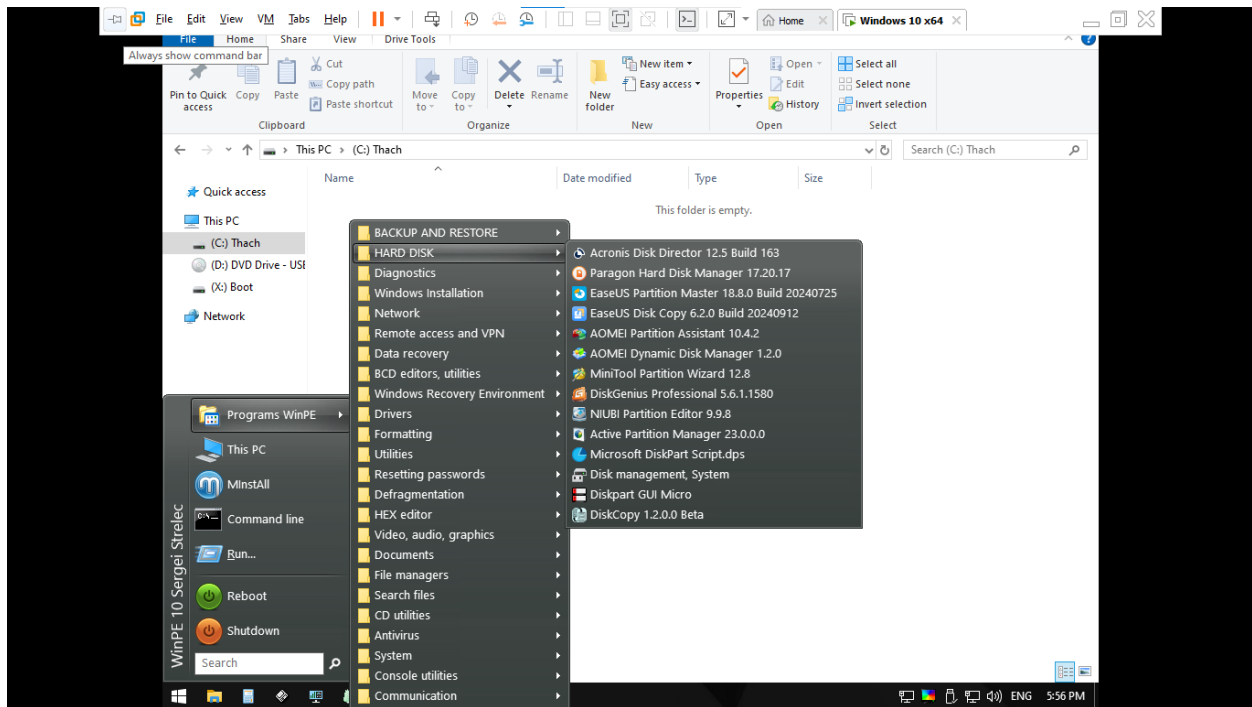 File Edit View VM Tabs Help
Home
Windows 10 x64
Always show command bar
File Home Share View Drive Tools
Pin to Quick access
Copy
Paste
Cut
Copy path
Paste shortcut
Clipboard
Move to
Copy to
Delete
Rename
Organize
New folder
New item
Easy access
New
Properties
Open
Edit
History
Open
Select all
Select none
Invert selection
Select
This PC > (C:) Thach
Search (C:) Thach
Name Date modified Type Size
This folder is empty.
Quick access
This PC
(C:) Thach
(D:) DVD Drive - USE
(X:) Boot
Network
WinPE 10 Sergei Strelec
Programs WinPE
This PC
MInstAll
Command line
Run...
Reboot
Shutdown
Search
BACKUP AND RESTORE
HARD DISK
Diagnostics
Windows Installation
Network
Remote access and VPN
Data recovery
BCD editors, utilities
Windows Recovery Environment
Drivers
Formatting
Utilities
Resetting passwords
Defragmentation
HEX editor
Video, audio, graphics
Documents
File managers
Search files
CD utilities
Antivirus
System
Console utilities
Communication
Acronis Disk Director 12.5 Build 163
Paragon Hard Disk Manager 17.20.17
EaseUS Partition Master 18.8.0 Build 20240725
EaseUS Disk Copy 6.2.0 Build 20240912
AOMEI Partition Assistant 10.4.2
AOMEI Dynamic Disk Manager 1.2.0
MiniTool Partition Wizard 12.8
DiskGenius Professional 5.6.1.1580
NIUBI Partition Editor 9.9.8
Active Partition Manager 23.0.0.0
Microsoft DiskPart Script.dps
Disk management, System
Diskpart GUI Micro
DiskCopy 1.2.0.0 Beta
ENG 5:56 PM